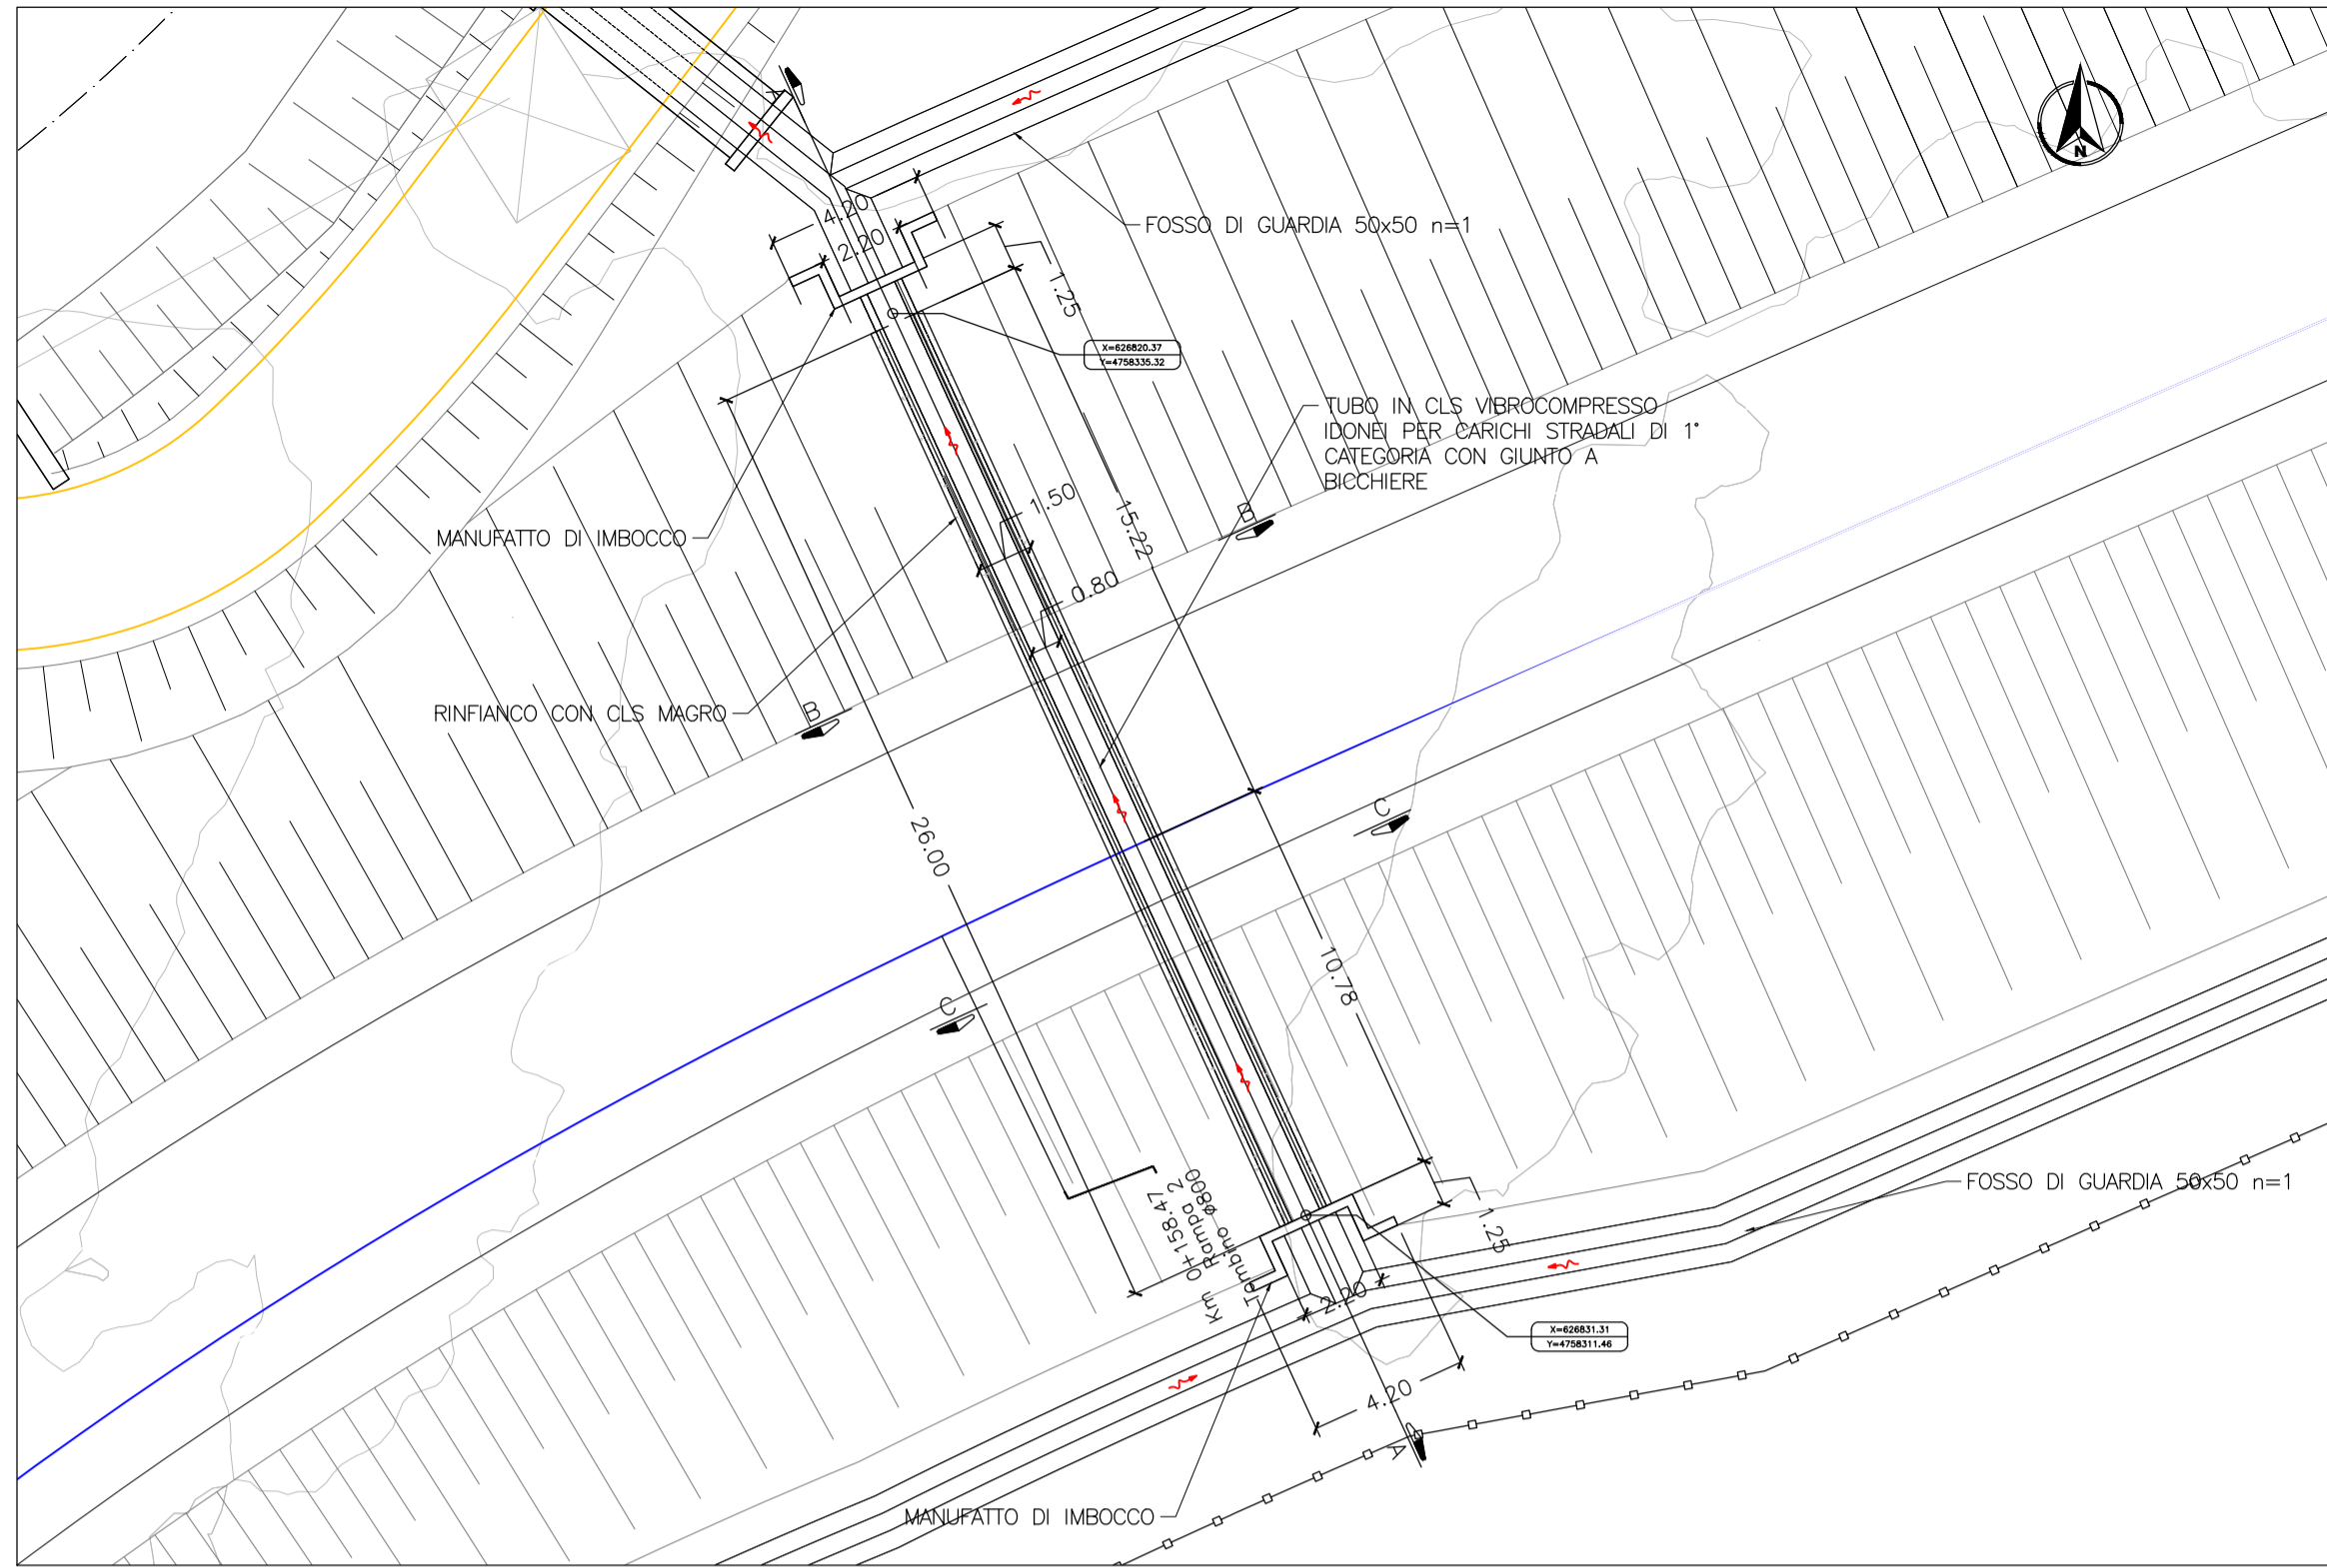 A
N
4.20
2.20
FOSSO DI GUARDIA 50x50 n=1
1.25
X=626820.37
Y=4758335.32
TUBO IN CLS VIBROCOMPRESSO
IDONEI PER CARICHI STRADALI DI 1°
CATEGORIA CON GIUNTO A
BICCHIERE
1.50
15.22
B
MANUFATTO DI IMBOCCO
0.80
RINFIANCO CON CLS MAGRO
B
26.00
C
10.78
C
Km 0+158.47
Rampa 2
Tombino ø800
FOSSO DI GUARDIA 50x50 n=1
1.25
2.20
X=626831.31
Y=4758311.46
4.20
A
MANUFATTO DI IMBOCCO